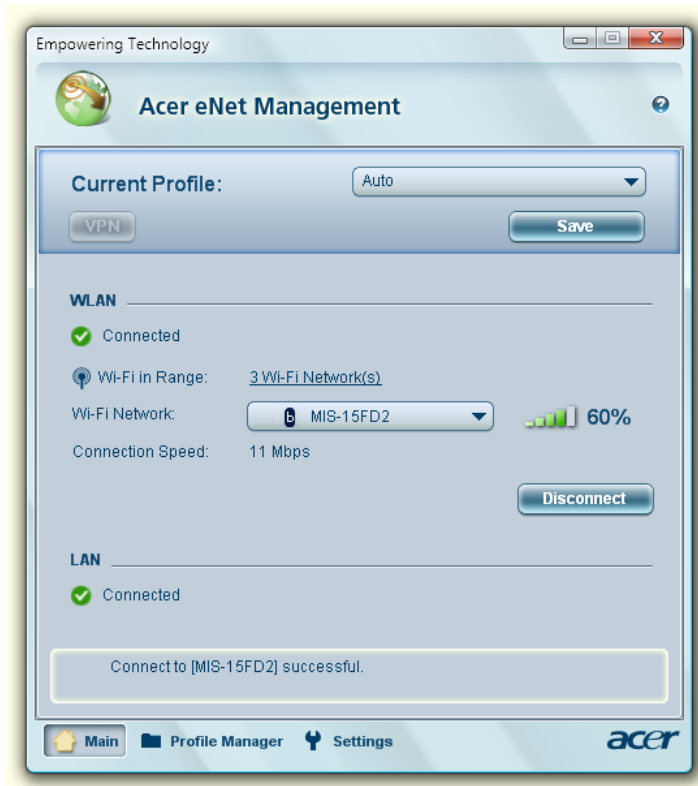 Empowering Technology
Acer eNet Management
Current Profile:
Auto
VPN
Save
WLAN
Connected
Wi-Fi in Range:
3 Wi-Fi Network(s)
Wi-Fi Network:
b MIS-15FD2
60%
Connection Speed:
11 Mbps
Disconnect
LAN
Connected
Connect to [MIS-15FD2] successful.
Main
Profile Manager
Settings
acer